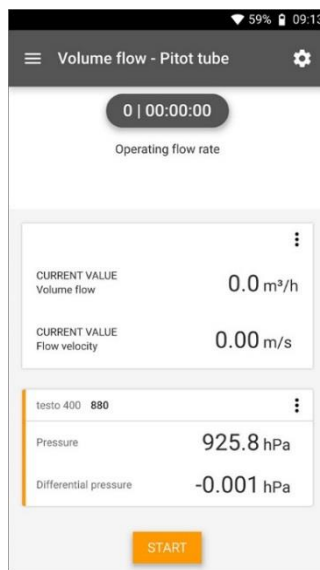 59% 09:13
Volume flow - Pitot tube
0 | 00:00:00
Operating flow rate
CURRENT VALUE
Volume flow 0.0 m³/h
CURRENT VALUE
Flow velocity 0.00 m/s
testo 400 880
Pressure 925.8 hPa
Differential pressure -0.001 hPa
START